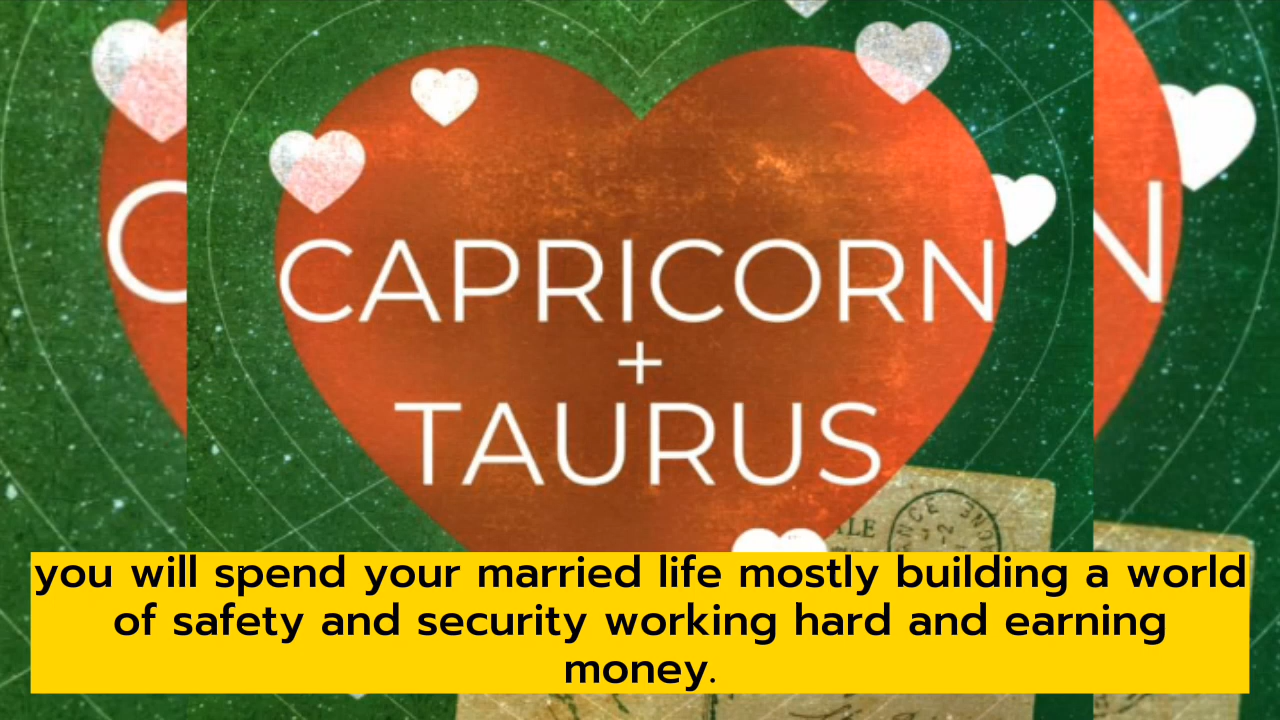 CAPRICORN
+
TAURUS
C
N
ALE
you will spend your married life mostly building a world
of safety and security working hard and earning
money.